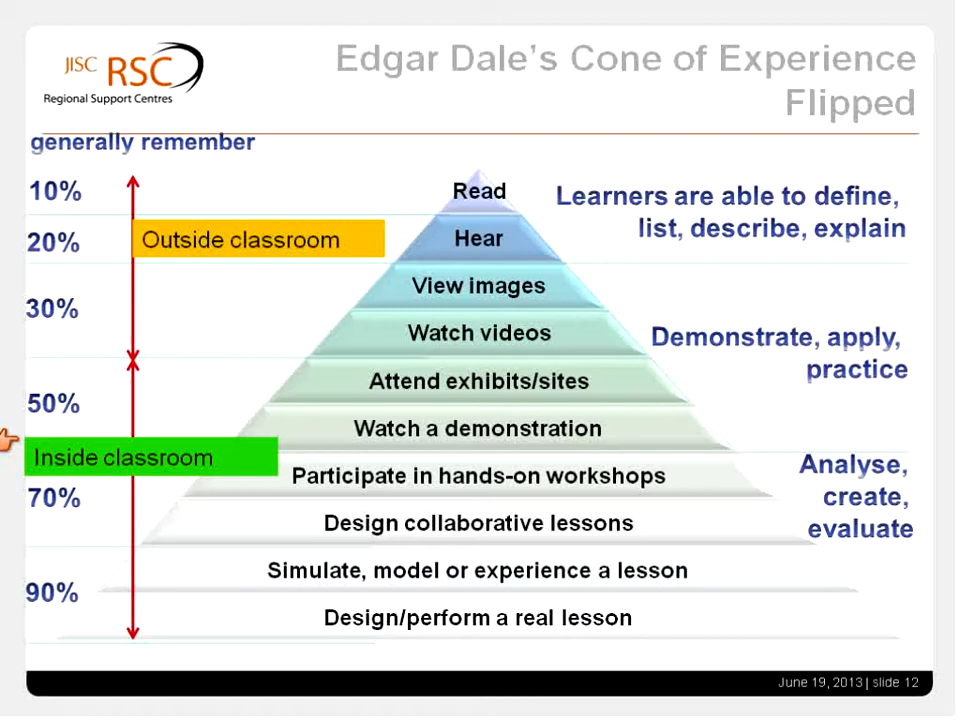 JISC RSC
Regional Support Centres
Edgar Dale's Cone of Experience
Flipped
generally remember
10%
Read
Learners are able to define,
list, describe, explain
20%
Outside classroom
Hear
View images
30%
Watch videos
Demonstrate, apply,
practice
Attend exhibits/sites
50%
Watch a demonstration
Inside classroom
Participate in hands-on workshops
Analyse,
create,
evaluate
70%
Design collaborative lessons
Simulate, model or experience a lesson
90%
Design/perform a real lesson
June 19, 2013 | slide 12